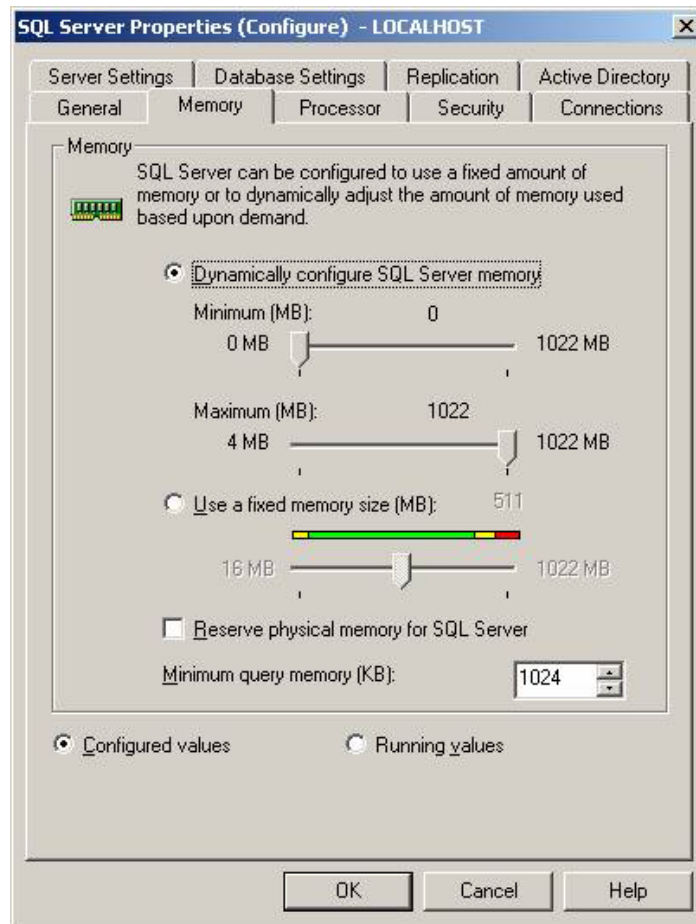 SQL Server Properties (Configure) - LOCALHOST
Server Settings Database Settings Replication Active Directory
General Memory Processor Security Connections
Memory
SQL Server can be configured to use a fixed amount of
memory or to dynamically adjust the amount of memory used
based upon demand.
Dynamically configure SQL Server memory
Minimum (MB): 0
0 MB 1022 MB
Maximum (MB): 1022
4 MB 1022 MB
Use a fixed memory size (MB): 511
16 MB 1022 MB
Reserve physical memory for SQL Server
Minimum query memory (KB): 1024
Configured values Running values
OK Cancel Help